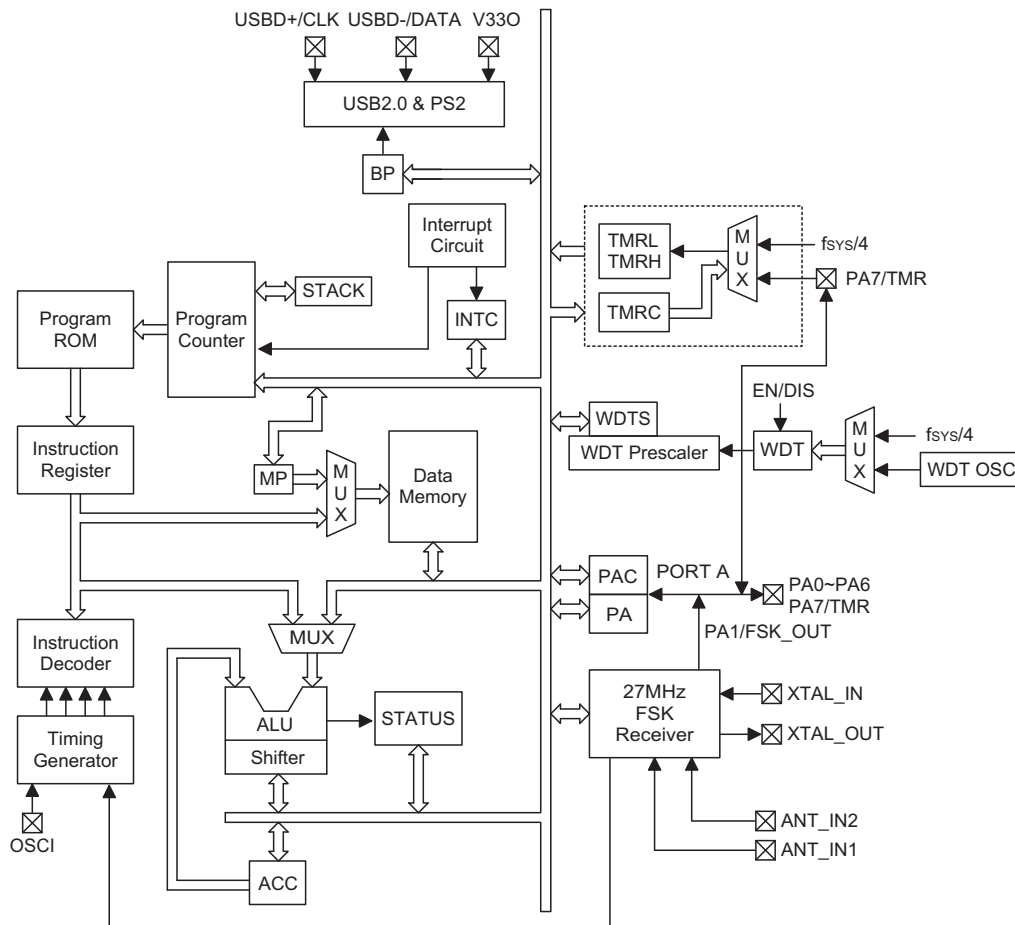 USBD+/CLK USBD-/DATA V33O
USB2.0 & PS2
BP
Interrupt
Circuit
TMRL
TMRH
MUX
fSYS/4
PA7/TMR
TMRC
STACK
INTC
Program
ROM
Program
Counter
EN/DIS
WDTS
WDT Prescaler
WDT
MUX
fSYS/4
WDT OSC
Instruction
Register
MP
MUX
Data
Memory
PAC
PA
PORT A
PA0~PA6
PA7/TMR
PA1/FSK_OUT
MUX
Instruction
Decoder
ALU
Shifter
STATUS
27MHz
FSK
Receiver
XTAL_IN
XTAL_OUT
Timing
Generator
OSCI
ANT_IN2
ANT_IN1
ACC